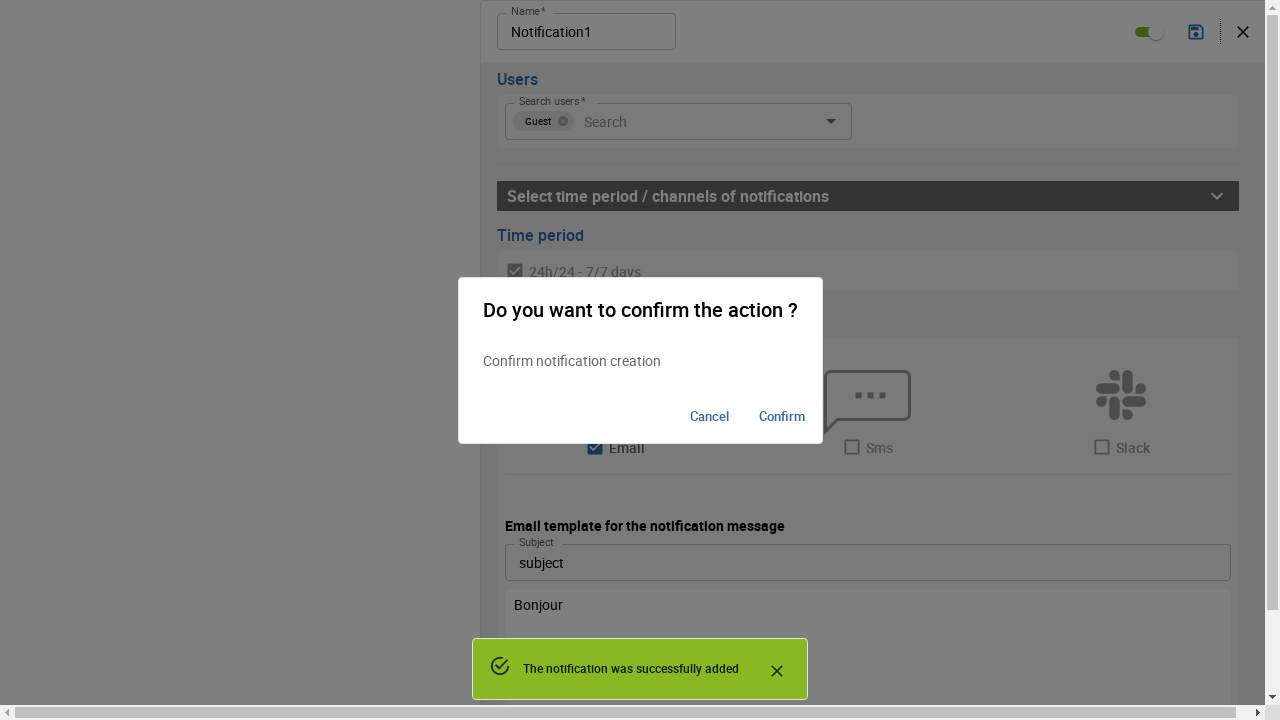 Name *
Notification1
Users
Search users *
Guest
Search
Select time period / channels of notifications
Time period
24h/24 - 7/7 days
Do you want to confirm the action ?
Confirm notification creation
Cancel
Confirm
Email
Sms
Slack
Email template for the notification message
Subject
subject
Bonjour
The notification was successfully added